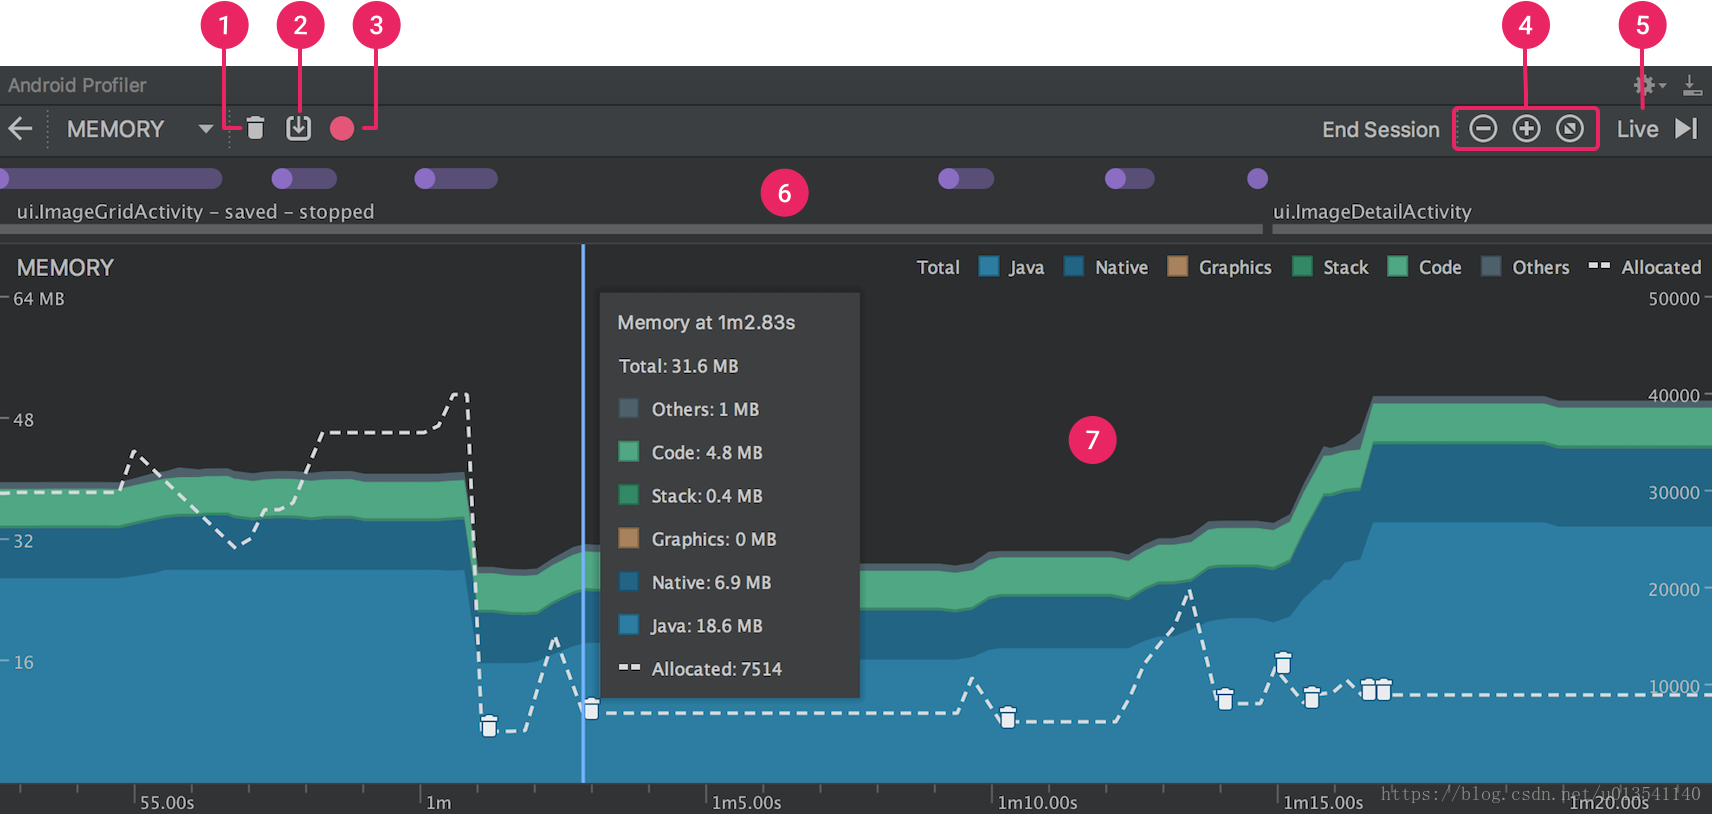 1 2 3 4 5
Android Profiler
MEMORY End Session Live
6
ui.ImageGridActivity – saved – stopped ui.ImageDetailActivity
MEMORY Total Java Native Graphics Stack Code Others Allocated
64 MB 50000
Memory at 1m2.83s
Total: 31.6 MB
40000
Others: 1 MB
48
7
Code: 4.8 MB
Stack: 0.4 MB
30000
Graphics: 0 MB
32
Native: 6.9 MB
20000
Java: 18.6 MB
16
Allocated: 7514
10000
55.00s 1m 1m5.00s 1m10.00s 1m15.00s 1m20.00s
https://blog.csdn.net/u013541140